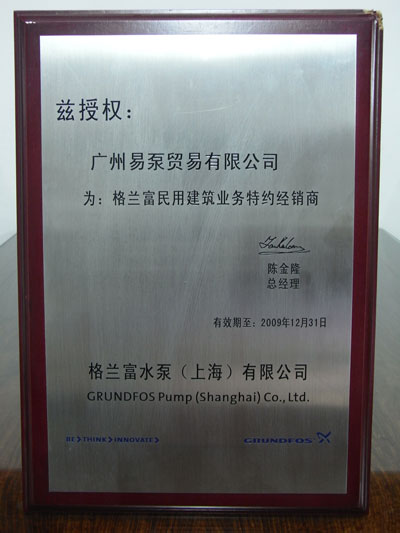 兹授权：
广州易泵贸易有限公司
为：格兰富民用建筑业务特约经销商
陈金隆
总经理
有效期至：2009年12月31日
格兰富水泵（上海）有限公司
GRUNDFOS Pump (Shanghai) Co., Ltd.
BE > THINK > INNOVATE >
GRUNDFOS